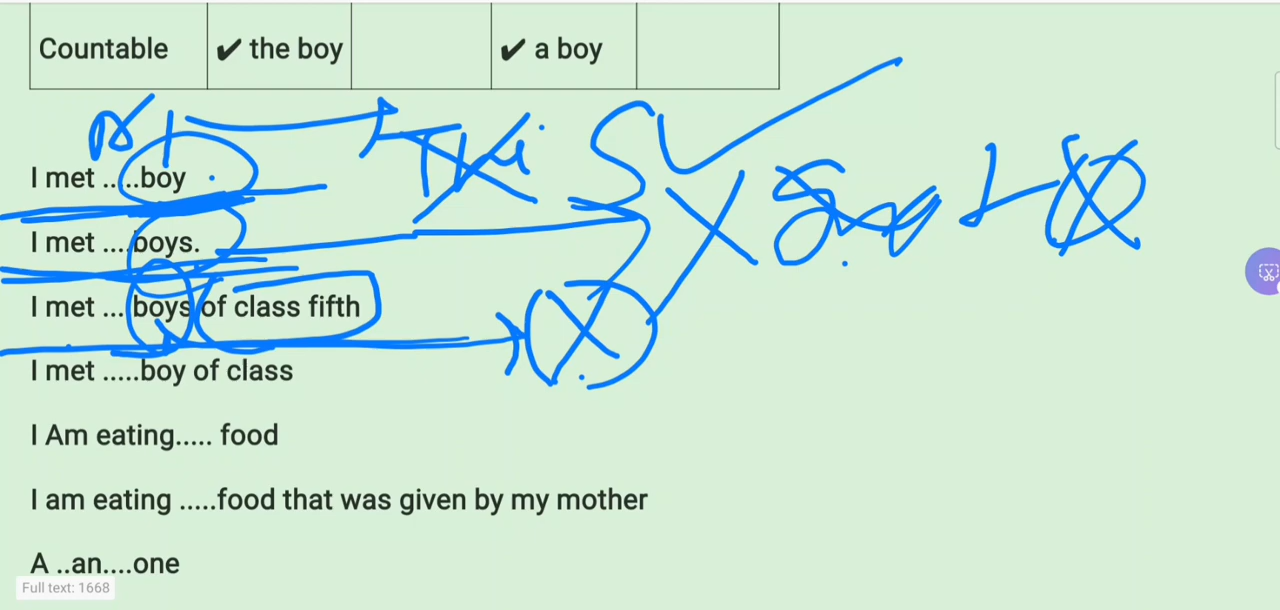 Countable ✔ the boy ✔ a boy
I met .....boy
I met ....boys.
I met ...boys of class fifth
I met .....boy of class
I Am eating..... food
I am eating .....food that was given by my mother
A ..an....one
Full text: 1668